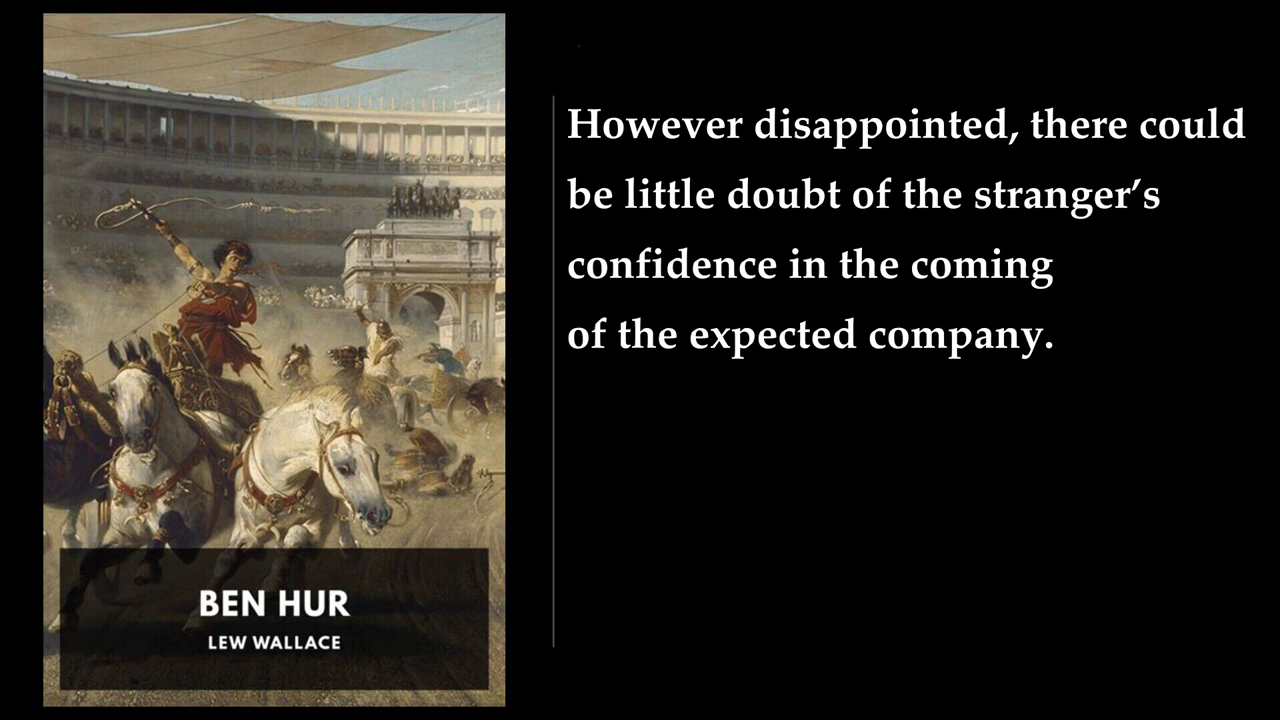 BEN HUR
LEW WALLACE
However disappointed, there could
be little doubt of the stranger’s
confidence in the coming
of the expected company.